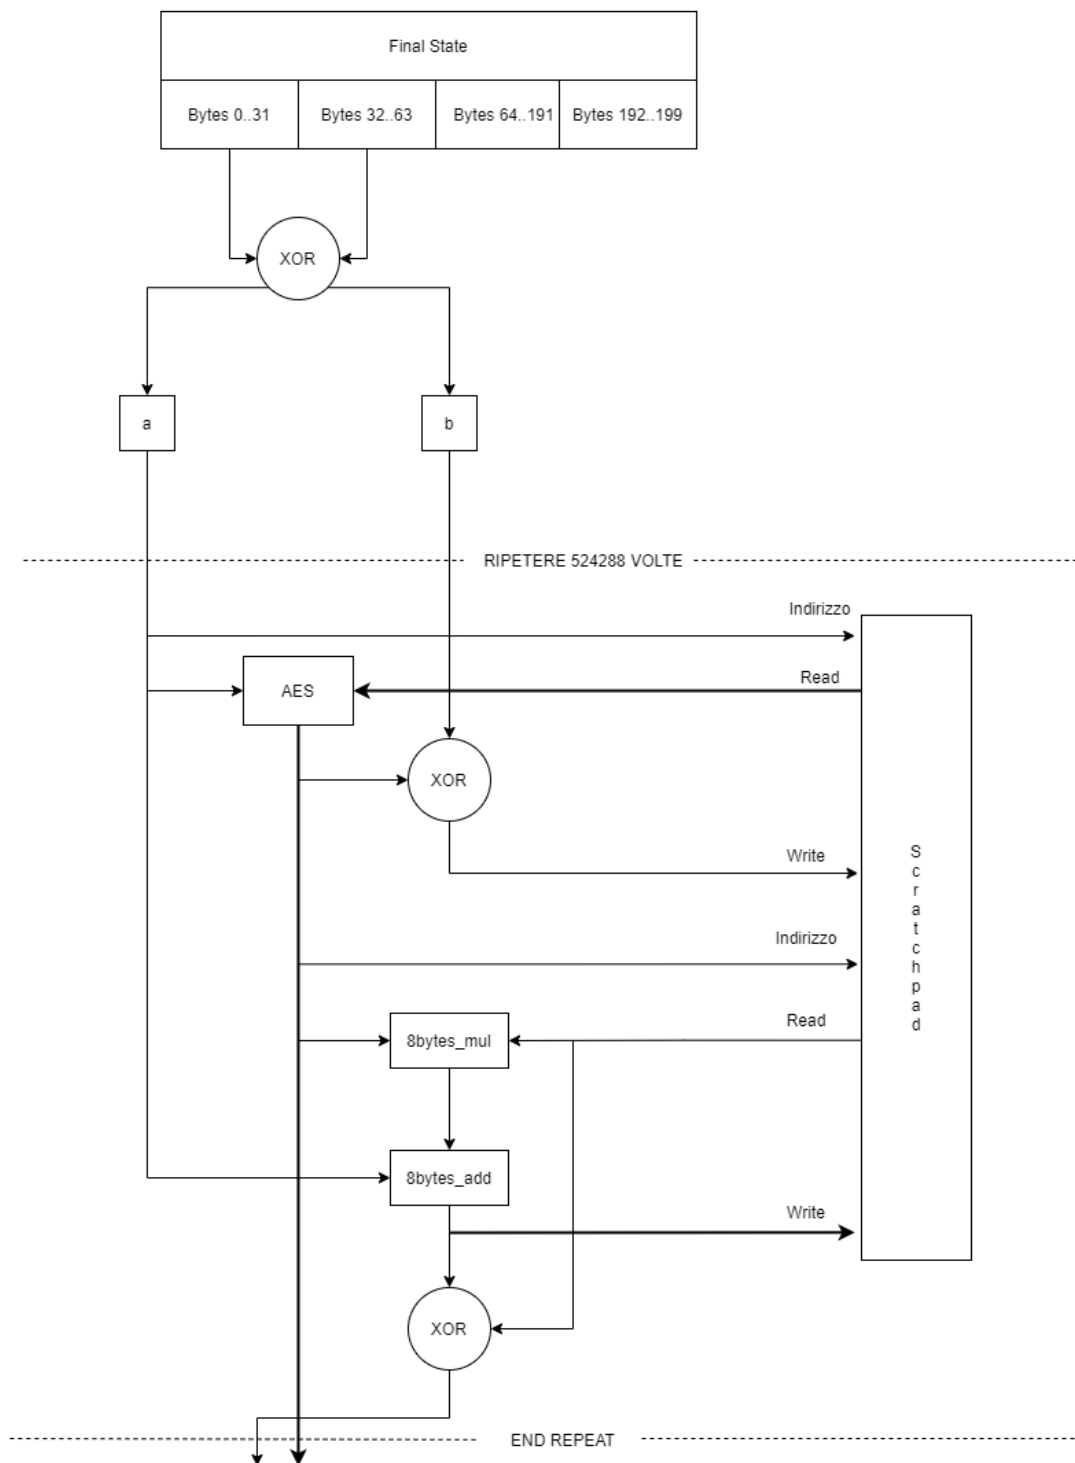 Final State
Bytes 0..31
Bytes 32..63
Bytes 64..191
Bytes 192..199
XOR
a
b
RIPETERE 524288 VOLTE
Indirizzo
AES
Read
XOR
Write
Scratchpad
Indirizzo
Read
8bytes_mul
8bytes_add
Write
XOR
END REPEAT